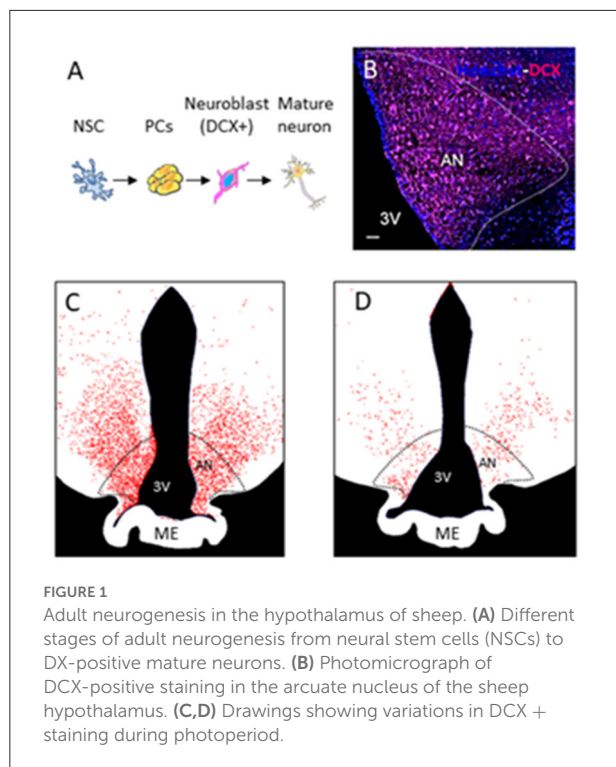 A
Neuroblast
Mature
NSC
PCs
(DCX+)
neuron
B
Hoechst-DCX
AN
3V
C
AN
3V
ME
D
AN
3V
ME
FIGURE 1
Adult neurogenesis in the hypothalamus of sheep. (A) Different
stages of adult neurogenesis from neural stem cells (NSCs) to
DX-positive mature neurons. (B) Photomicrograph of
DCX-positive staining in the arcuate nucleus of the sheep
hypothalamus. (C,D) Drawings showing variations in DCX +
staining during photoperiod.